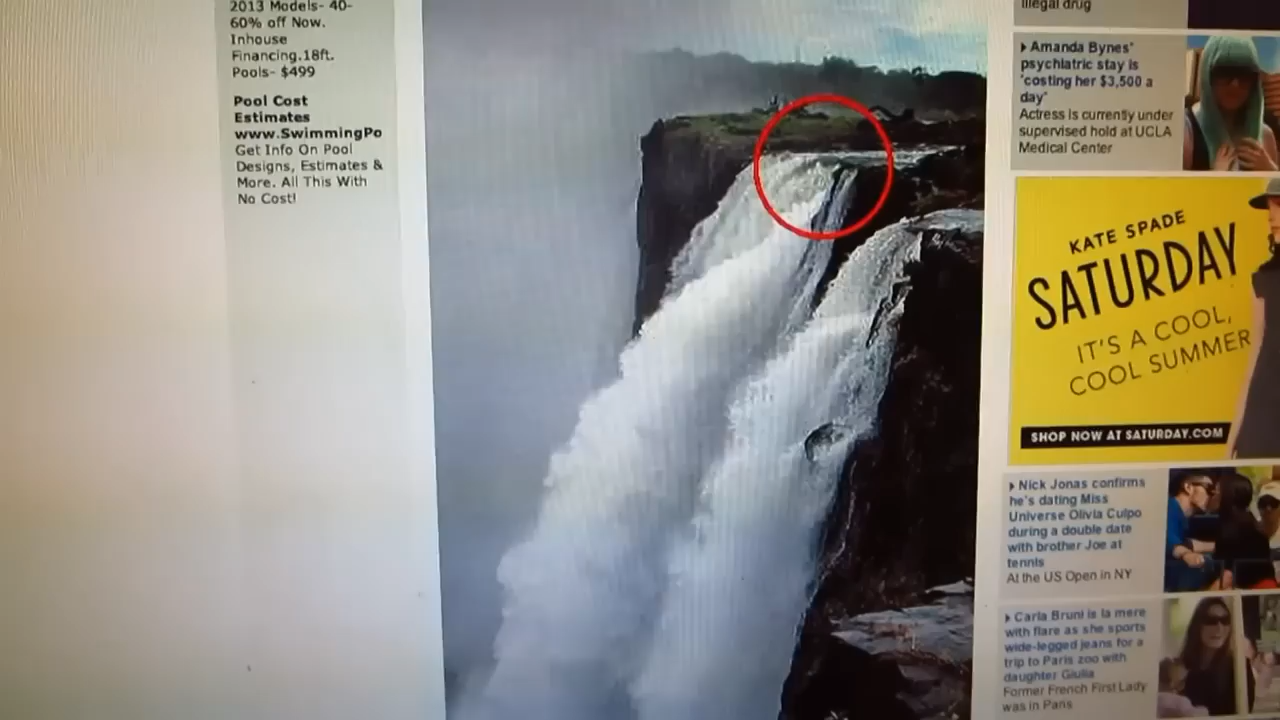 2013 Models- 40-
60% off Now.
Inhouse
Financing.18ft.
Pools- $499
Pool Cost
Estimates
www.SwimmingPo
Get Info On Pool
Designs, Estimates &
More. All This With
No Cost!
illegal drug
Amanda Bynes'
psychiatric stay is
'costing her $3,500 a
day'
Actress is currently under
supervised hold at UCLA
Medical Center
KATE SPADE
SATURDAY
IT'S A COOL,
COOL SUMMER
SHOP NOW AT SATURDAY.COM
Nick Jonas confirms
he's dating Miss
Universe Olivia Culpo
during a double date
with brother Joe at
tennis
At the US Open in NY
Carla Bruni is la mere
with flare as she sports
wide-legged jeans for a
trip to Paris zoo with
daughter Giulia
Former French First Lady
was in Paris